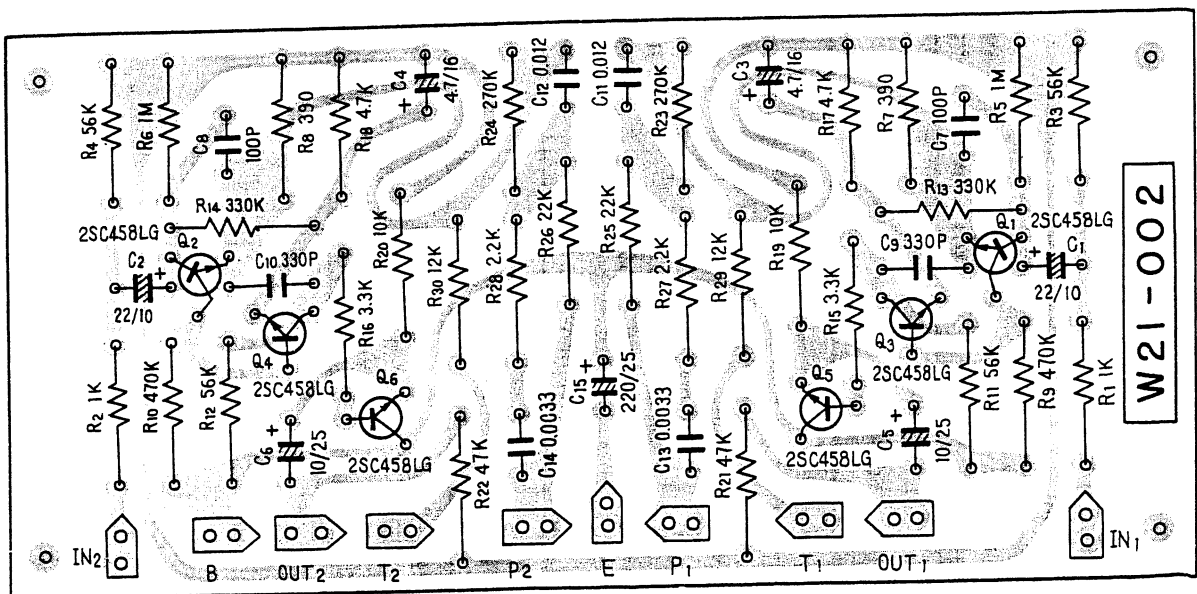 R4 56K
R6 1M
C8 100P
R8 390
R18 4.7K
C4 4.7/16
+
R24 270K
C12 0.012
C11 0.012
R23 270K
C3 4.7/16
+
R17 4.7K
R7 390
C7 100P
R5 1M
R3 56K
R14 330K
2SC458LG
Q2
C2 +
22/10
C10 330P
Q4
2SC458LG
R16 3.3K
R20 10K
R30 12K
R28 2.2K
R26 22K
R25 22K
R27 2.2K
R29 12K
R19 10K
R15 3.3K
R13 330K
2SC458LG
Q1
C9 330P
C1 +
22/10
Q3
2SC458LG
W21-002
R2 1K
R10 470K
R12 56K
C6 +
10/25
Q6
2SC458LG
R22 47K
C14 0.0033
C15 +
220/25
C13 0.0033
R21 47K
Q5
2SC458LG
C5 +
10/25
R11 56K
R9 470K
R1 1K
IN2
B
OUT2
T2
P2
E
P1
T1
OUT1
IN1